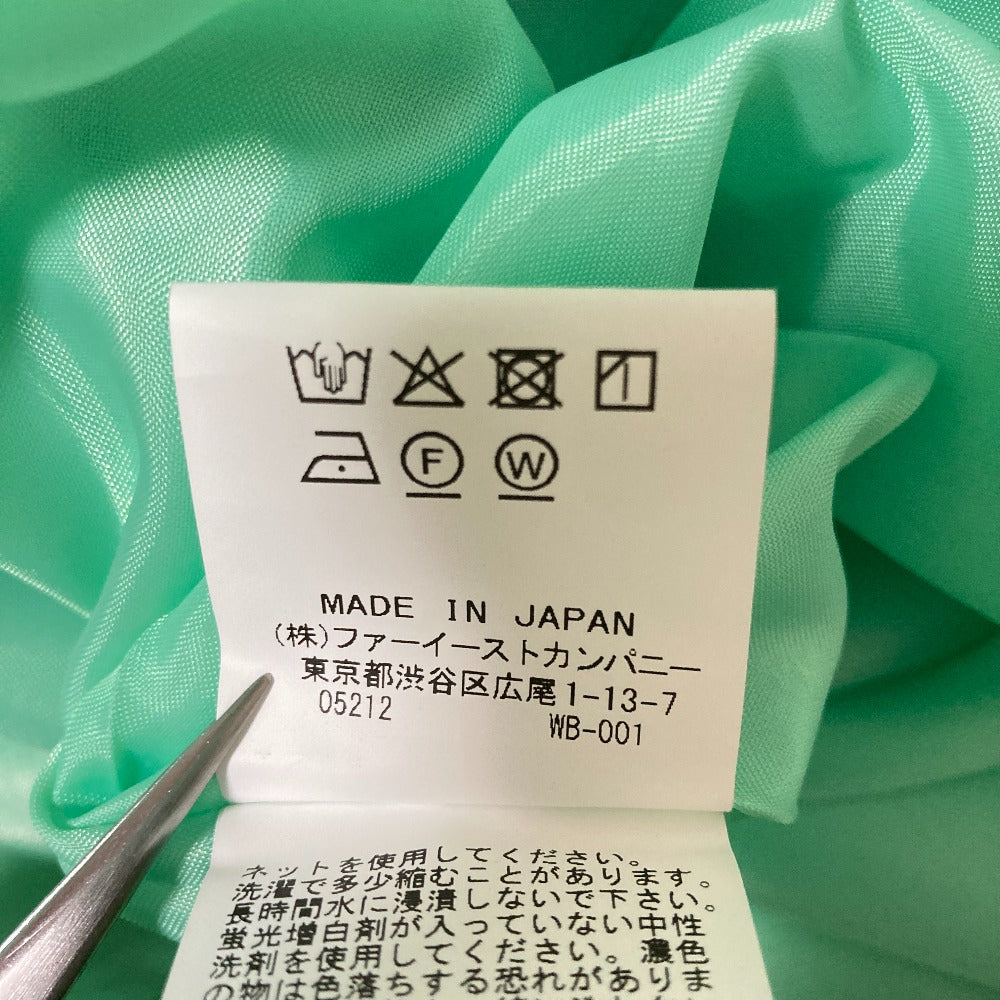 F W
MADE IN JAPAN
(株)ファーイーストカンパニー
東京都渋谷区広尾1-13-7
05212 WB-001
ネットを使用してください。
洗濯で多少縮むことがあります。
長時間水に浸漬しないで下さい。
蛍光増白剤が入っていない中性
洗剤を使用してください。濃色
の物は色落ちする恐れがありま